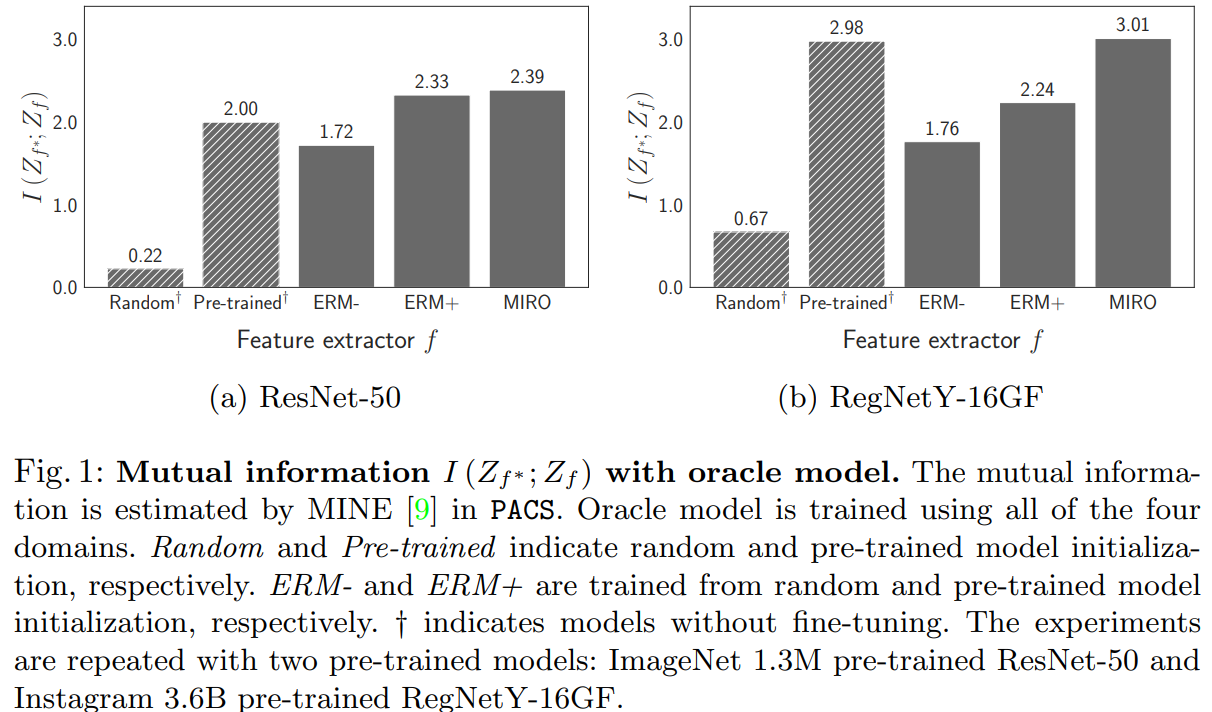 3.0
2.0
1.0
0.0
I (Z_{f*}; Z_f)
0.22
2.00
1.72
2.33
2.39
Random†
Pre-trained†
ERM-
ERM+
MIRO
Feature extractor f
(a) ResNet-50
3.0
2.0
1.0
0.0
I (Z_{f*}; Z_f)
0.67
2.98
1.76
2.24
3.01
Random†
Pre-trained†
ERM-
ERM+
MIRO
Feature extractor f
(b) RegNetY-16GF
Fig. 1: Mutual information I (Z_{f*}; Z_f) with oracle model. The mutual informa-
tion is estimated by MINE [9] in PACS. Oracle model is trained using all of the four
domains. Random and Pre-trained indicate random and pre-trained model initializa-
tion, respectively. ERM- and ERM+ are trained from random and pre-trained model
initialization, respectively. † indicates models without fine-tuning. The experiments
are repeated with two pre-trained models: ImageNet 1.3M pre-trained ResNet-50 and
Instagram 3.6B pre-trained RegNetY-16GF.